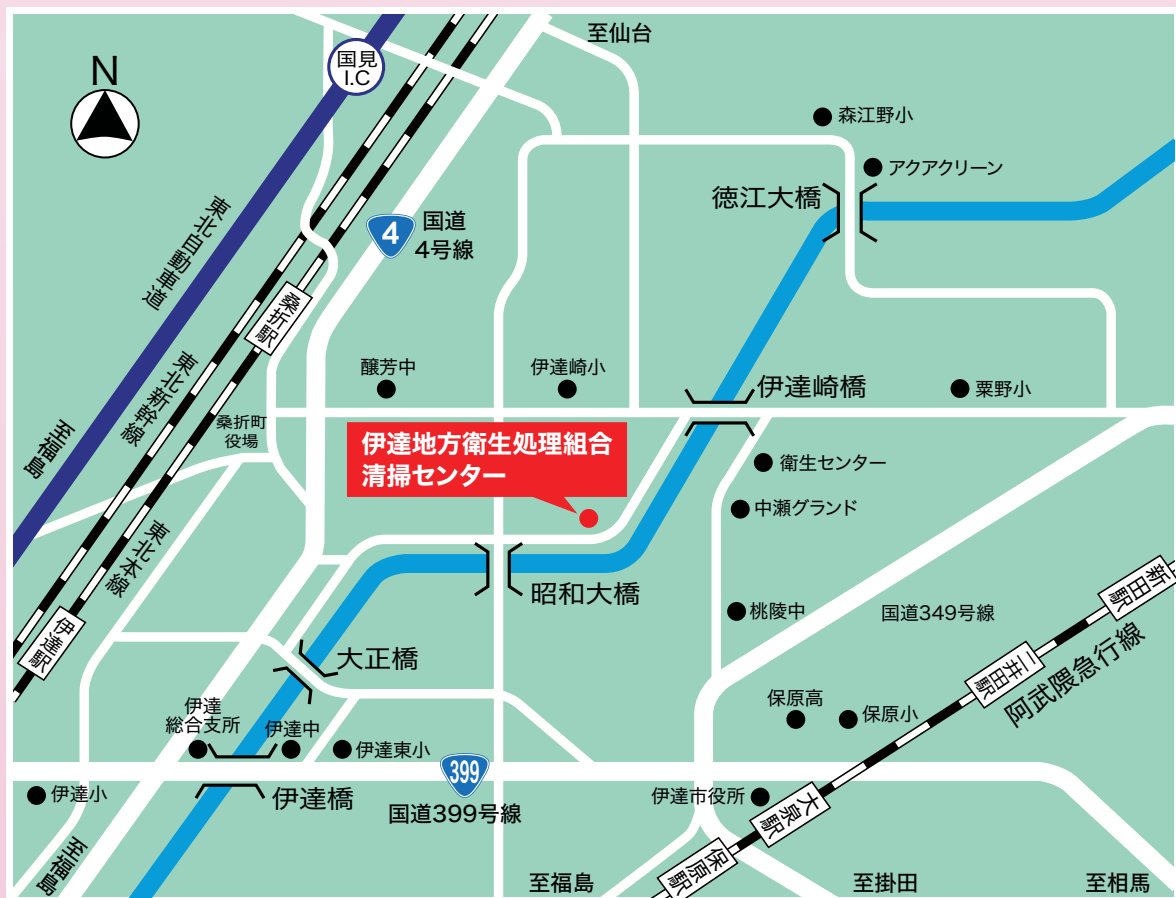 至仙台
国見
I.C
N
森江野小
アクアクリーン
徳江大橋
4
国道
4号線
東北自動車道
桑折駅
東北新幹線
醸芳中
伊達崎小
伊達崎橋
粟野小
桑折町
役場
至福島
伊達地方衛生処理組合
清掃センター
衛生センター
中瀬グランド
東北本線
昭和大橋
桃陵中
国道349号線
新田駅
伊達駅
大正橋
二井田駅
阿武隈急行線
伊達
総合支所
伊達中
伊達東小
保原高
保原小
399
国道399号線
伊達橋
伊達小
伊達市役所
大泉駅
保原駅
至福島
至福島
至掛田
至相馬